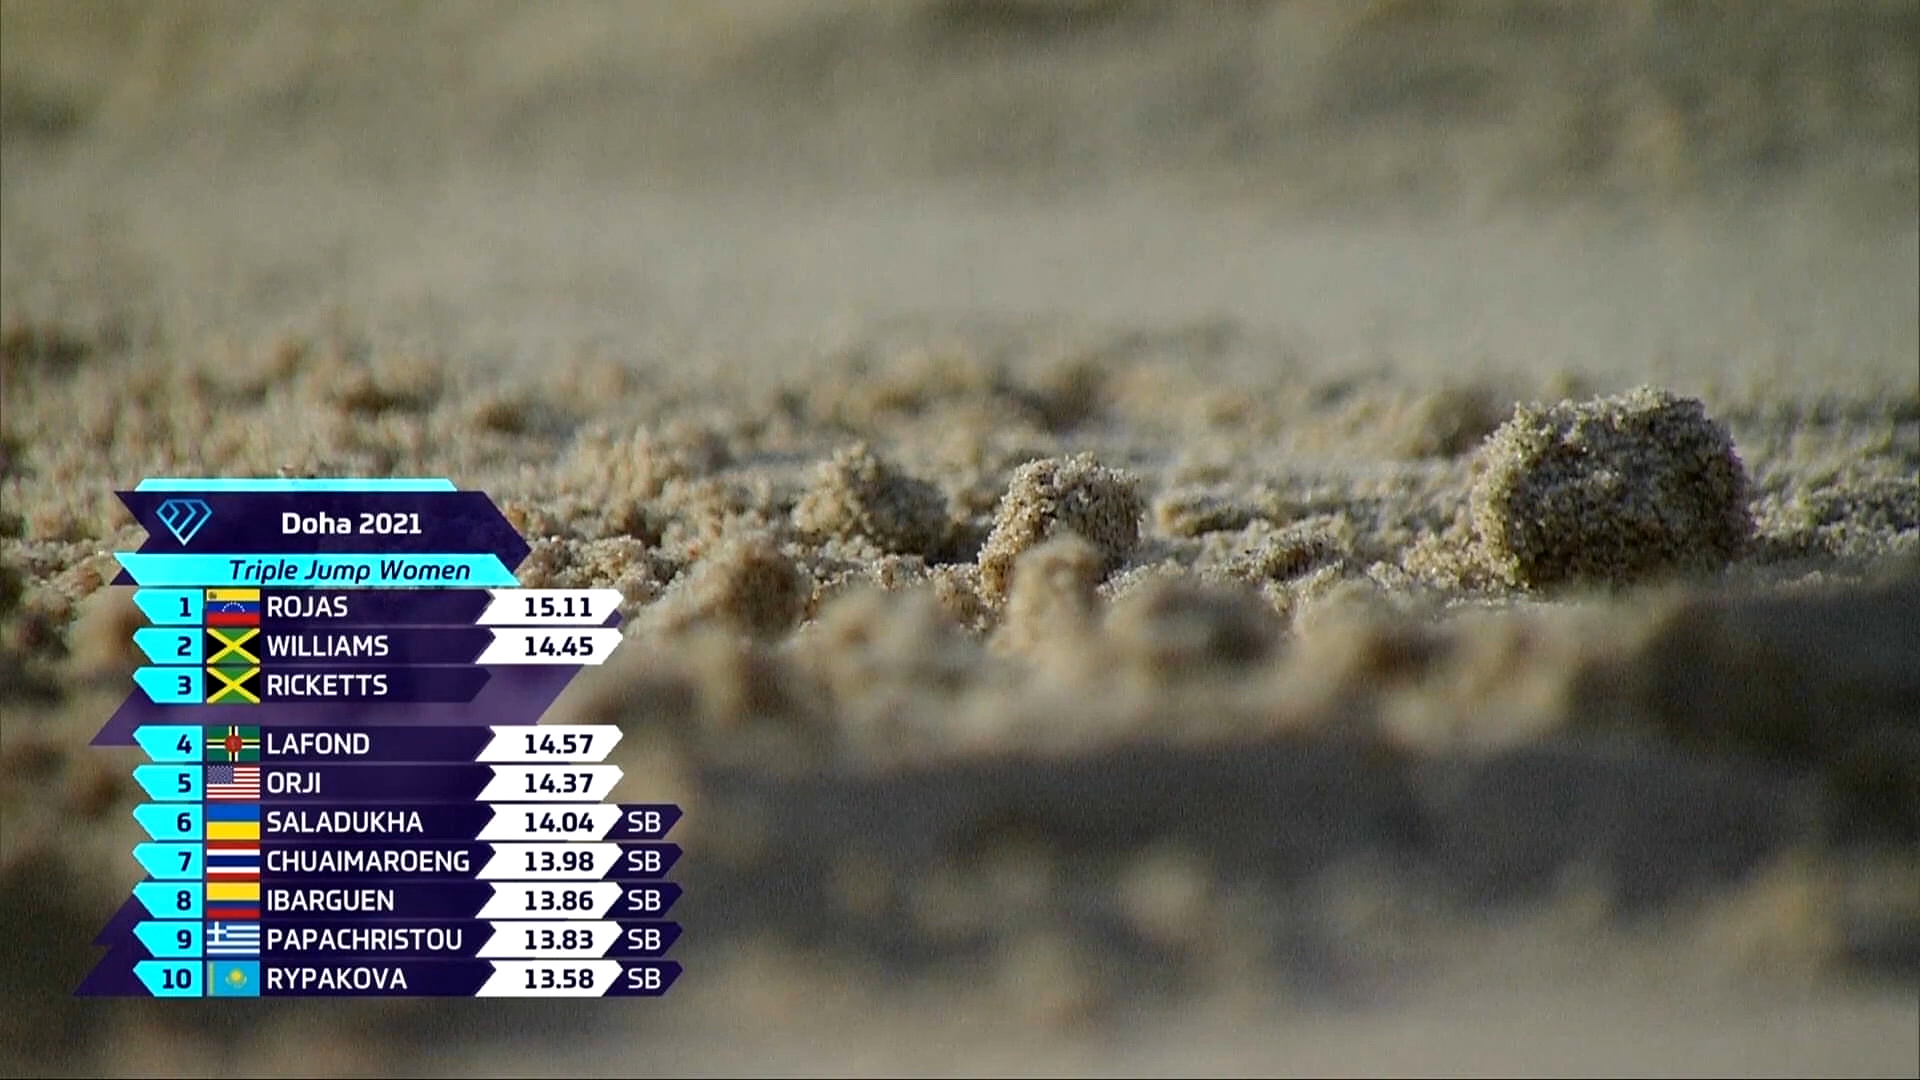 Doha 2021
Triple Jump Women
1 ROJAS 15.11
2 WILLIAMS 14.45
3 RICKETTS
4 LAFOND 14.57
5 ORJI 14.37
6 SALADUKHA 14.04 SB
7 CHUAIMAROENG 13.98 SB
8 IBARGUEN 13.86 SB
9 PAPACHRISTOU 13.83 SB
10 RYPAKOVA 13.58 SB